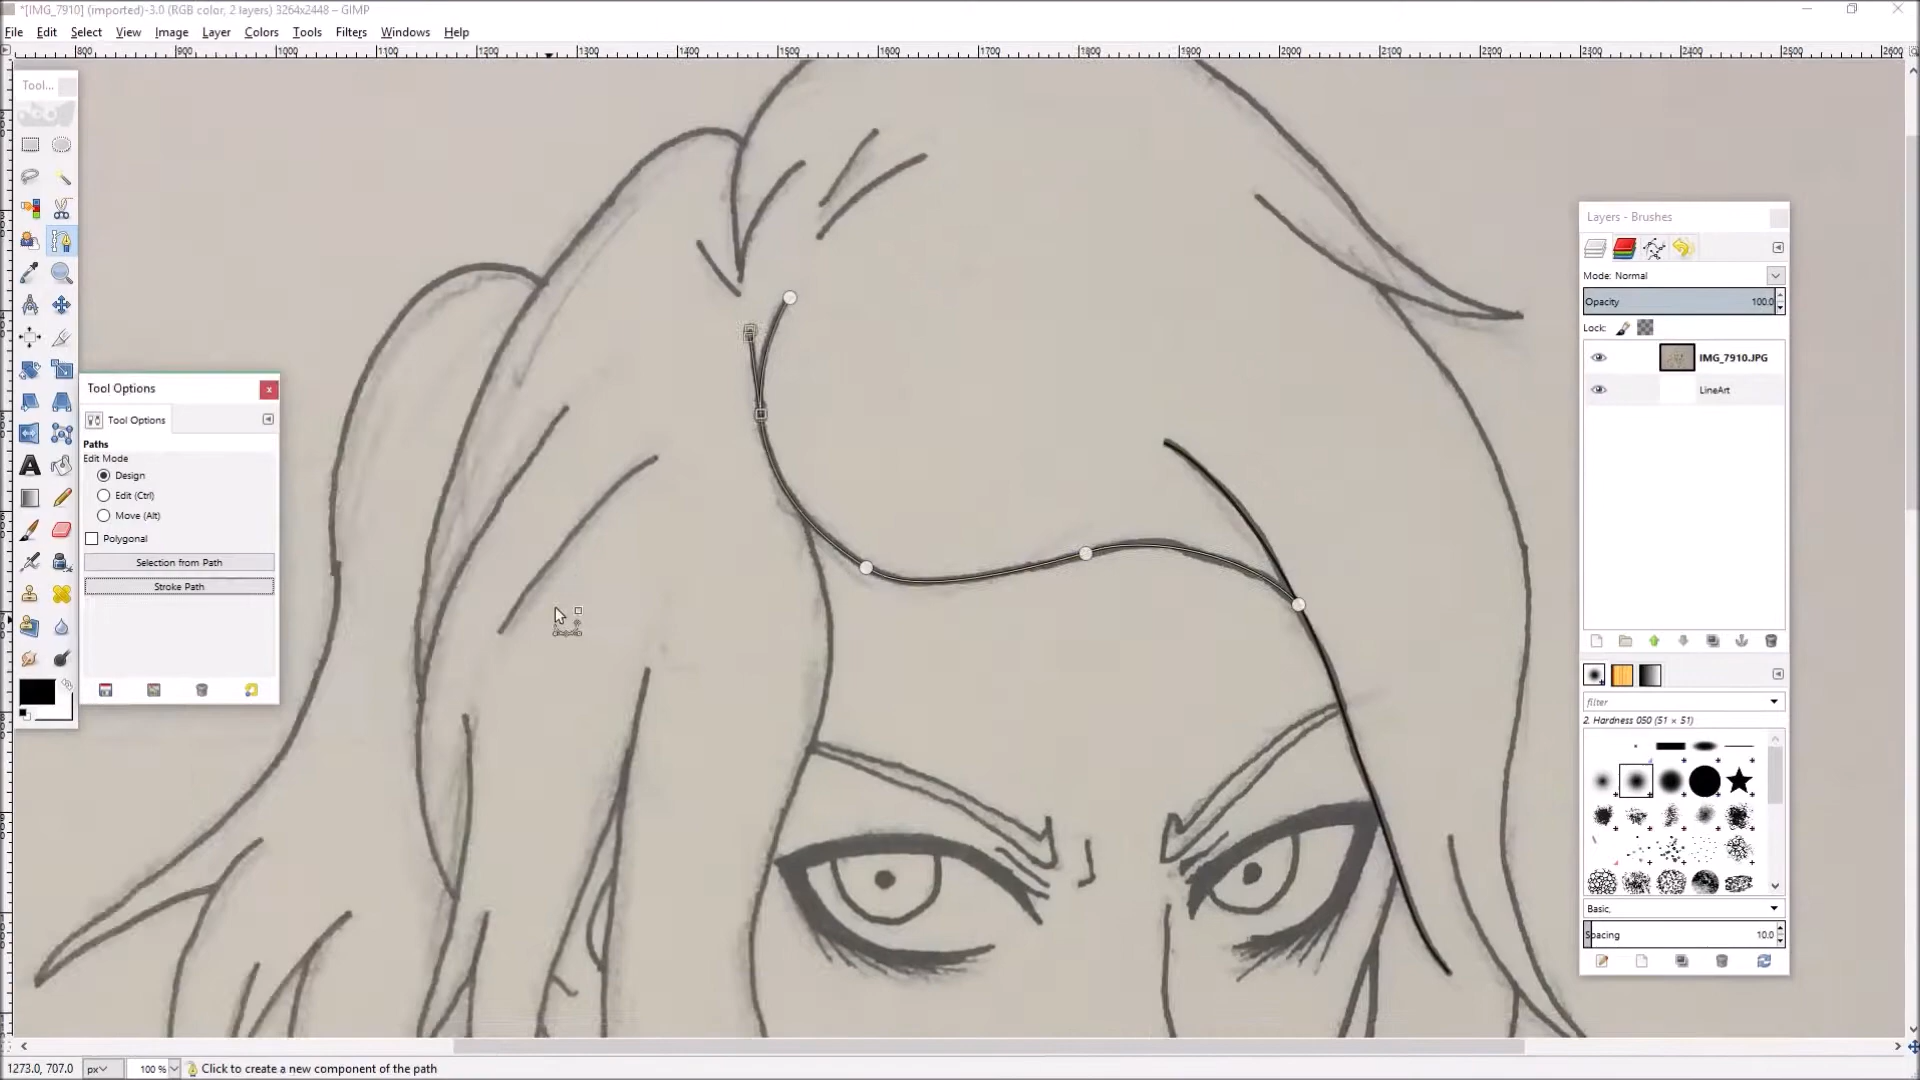 *[IMG_7910] (imported)-3.0 (RGB color, 2 layers) 3264x2448 – GIMP
File Edit Select View Image Layer Colors Tools Filters Windows Help
800 900 1000 1100 1200 1300 1400 1500 1600 1700 1800 1900 2000 2100 2200 2300 2400 2500 2600
Tool...
Tool Options
Tool Options
Paths
Edit Mode
Design
Edit (Ctrl)
Move (Alt)
Polygonal
Selection from Path
Stroke Path
Layers - Brushes
Mode: Normal
Opacity 100.0
Lock:
IMG_7910.JPG
LineArt
filter
2. Hardness 050 (51 × 51)
Basic,
Spacing 10.0
1273.0, 707.0 px 100 % Click to create a new component of the path